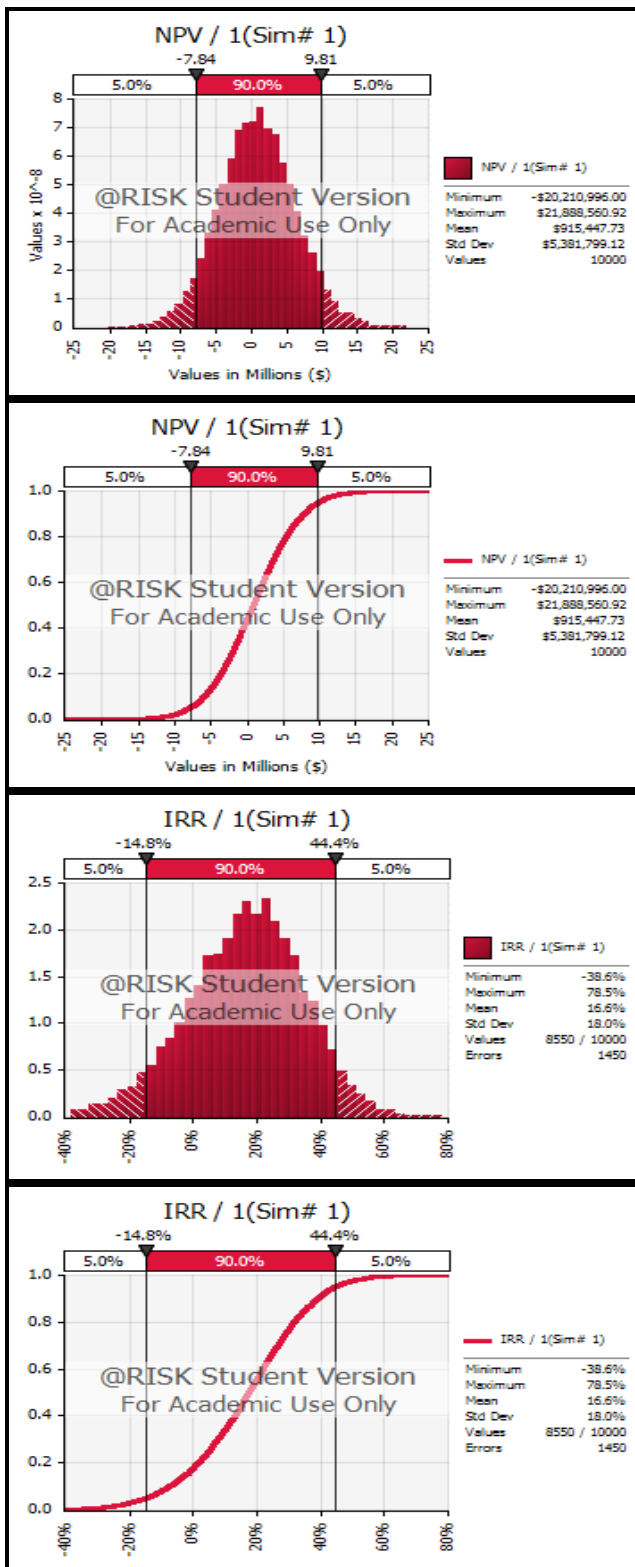 NPV / 1(Sim# 1)
-7.84 9.81
5.0% 90.0% 5.0%
8
7
6
5
4
3
2
1
0
Values x 10^-8
@RISK Student Version
For Academic Use Only
-25 -20 -15 -10 -5 0 5 10 15 20 25
Values in Millions ($)
NPV / 1(Sim# 1)
Minimum -$20,210,996.00
Maximum $21,888,560.92
Mean $915,447.73
Std Dev $5,381,799.12
Values 10000
NPV / 1(Sim# 1)
-7.84 9.81
5.0% 90.0% 5.0%
1.0
0.8
0.6
0.4
0.2
0.0
@RISK Student Version
For Academic Use Only
-25 -20 -15 -10 -5 0 5 10 15 20 25
Values in Millions ($)
NPV / 1(Sim# 1)
Minimum -$20,210,996.00
Maximum $21,888,560.92
Mean $915,447.73
Std Dev $5,381,799.12
Values 10000
IRR / 1(Sim# 1)
-14.8% 44.4%
5.0% 90.0% 5.0%
2.5
2.0
1.5
1.0
0.5
0.0
@RISK Student Version
For Academic Use Only
-40% -20% 0% 20% 40% 60% 80%
IRR / 1(Sim# 1)
Minimum -38.6%
Maximum 78.5%
Mean 16.6%
Std Dev 18.0%
Values 8550 / 10000
Errors 1450
IRR / 1(Sim# 1)
-14.8% 44.4%
5.0% 90.0% 5.0%
1.0
0.8
0.6
0.4
0.2
0.0
@RISK Student Version
For Academic Use Only
-40% -20% 0% 20% 40% 60% 80%
IRR / 1(Sim# 1)
Minimum -38.6%
Maximum 78.5%
Mean 16.6%
Std Dev 18.0%
Values 8550 / 10000
Errors 1450